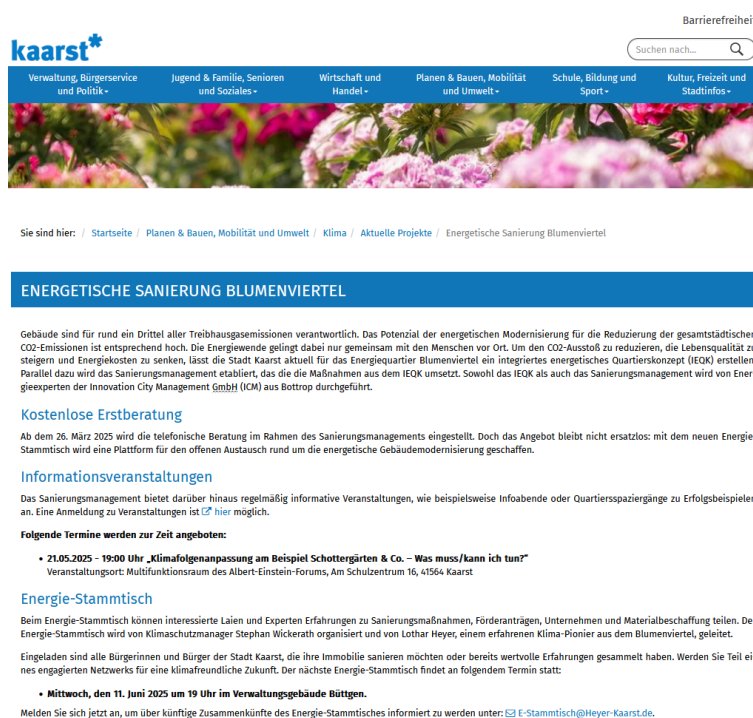 Barrierefreiheit
kaarst*
Suchen nach...
Verwaltung, Bürgerservice und Politik
Jugend & Familie, Senioren und Soziales
Wirtschaft und Handel
Planen & Bauen, Mobilität und Umwelt
Schule, Bildung und Sport
Kultur, Freizeit und Stadtinfos
Sie sind hier: / Startseite / Planen & Bauen, Mobilität und Umwelt / Klima / Aktuelle Projekte / Energetische Sanierung Blumenviertel
ENERGETISCHE SANIERUNG BLUMENVIERTEL
Gebäude sind für rund ein Drittel aller Treibhausgasemissionen verantwortlich. Das Potenzial der energetischen Modernisierung für die Reduzierung der gesamtstädtischen
CO2-Emissionen ist entsprechend hoch. Die Energiewende gelingt dabei nur gemeinsam mit den Menschen vor Ort. Um den CO2-Ausstoß zu reduzieren, die Lebensqualität zu
steigern und Energiekosten zu senken, lässt die Stadt Kaarst aktuell für das Energiequartier Blumenviertel ein integriertes energetisches Quartierskonzept (IEQK) erstellen.
Parallel dazu wird das Sanierungsmanagement etabliert, das die die Maßnahmen aus dem IEQK umsetzt. Sowohl das IEQK als auch das Sanierungsmanagement wird von Ener
gieexperten der Innovation City Management GmbH (ICM) aus Bottrop durchgeführt.
Kostenlose Erstberatung
Ab dem 26. März 2025 wird die telefonische Beratung im Rahmen des Sanierungsmanagements eingestellt. Doch das Angebot bleibt nicht ersatzlos: mit dem neuen Energie
Stammtisch wird eine Plattform für den offenen Austausch rund um die energetische Gebäudemodernisierung geschaffen.
Informationsveranstaltungen
Das Sanierungsmanagement bietet darüber hinaus regelmäßig informative Veranstaltungen, wie beispielsweise Infoabende oder Quartiersspaziergänge zu Erfolgsbeispielen
an. Eine Anmeldung zu Veranstaltungen ist hier möglich.
Folgende Termine werden zur Zeit angeboten:
• 21.05.2025 - 19:00 Uhr „Klimafolgenanpassung am Beispiel Schottergärten & Co. – Was muss/kann ich tun?"
Veranstaltungsort: Multifunktionsraum des Albert-Einstein-Forums, Am Schulzentrum 16, 41564 Kaarst
Energie-Stammtisch
Beim Energie-Stammtisch können interessierte Laien und Experten Erfahrungen zu Sanierungsmaßnahmen, Förderanträgen, Unternehmen und Materialbeschaffung teilen. De
Energie-Stammtisch wird von Klimaschutzmanager Stephan Wickerath organisiert und von Lothar Heyer, einem erfahrenen Klima-Pionier aus dem Blumenviertel, geleitet.
Eingeladen sind alle Bürgerinnen und Bürger der Stadt Kaarst, die ihre Immobilie sanieren möchten oder bereits wertvolle Erfahrungen gesammelt haben. Werden Sie Teil ei
nes engagierten Netzwerks für eine klimafreundliche Zukunft. Der nächste Energie-Stammtisch findet an folgendem Termin statt:
• Mittwoch, den 11. Juni 2025 um 19 Uhr im Verwaltungsgebäude Büttgen.
Melden Sie sich jetzt an, um über künftige Zusammenkünfte des Energie-Stammtisches informiert zu werden unter: E-Stammtisch@Heyer-Kaarst.de.